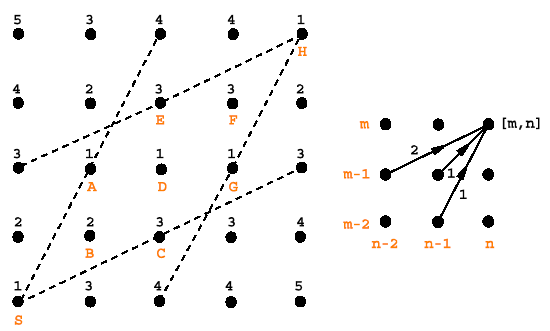 5 3 4 4 1
H
4 2 3 3 2
E F
3 1 1 1 3
A D G
2 2 3 3 4
B C
1 3 4 4 5
S
m [m,n]
2
m-1 1
1
m-2
n-2 n-1 n